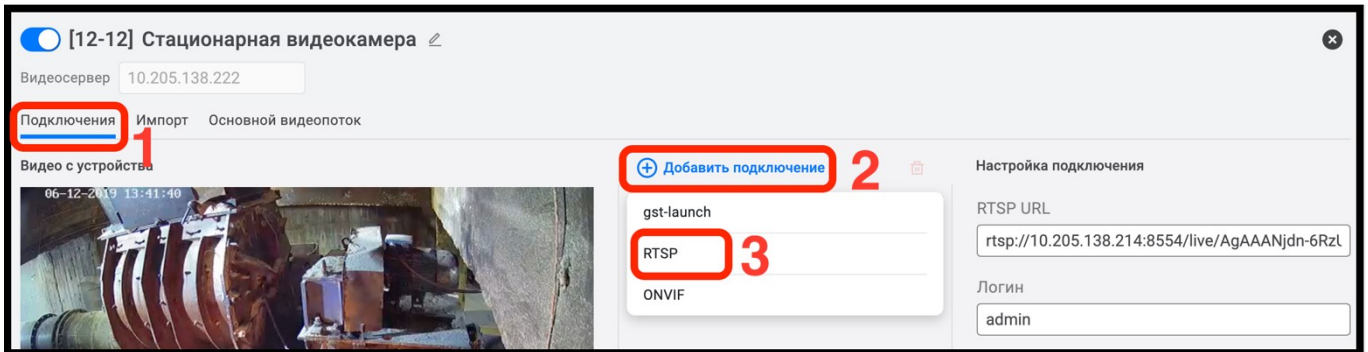 [12-12] Стационарная видеокамера
Видеосервер 10.205.138.222
Подключения Импорт Основной видеопоток
1
Видео с устройства
Добавить подключение
2
Настройка подключения
06-12-2019 13:41:40
gst-launch
RTSP
3
ONVIF
RTSP URL
rtsp://10.205.138.214:8554/live/AgAAANjdn-6RzU
Логин
admin